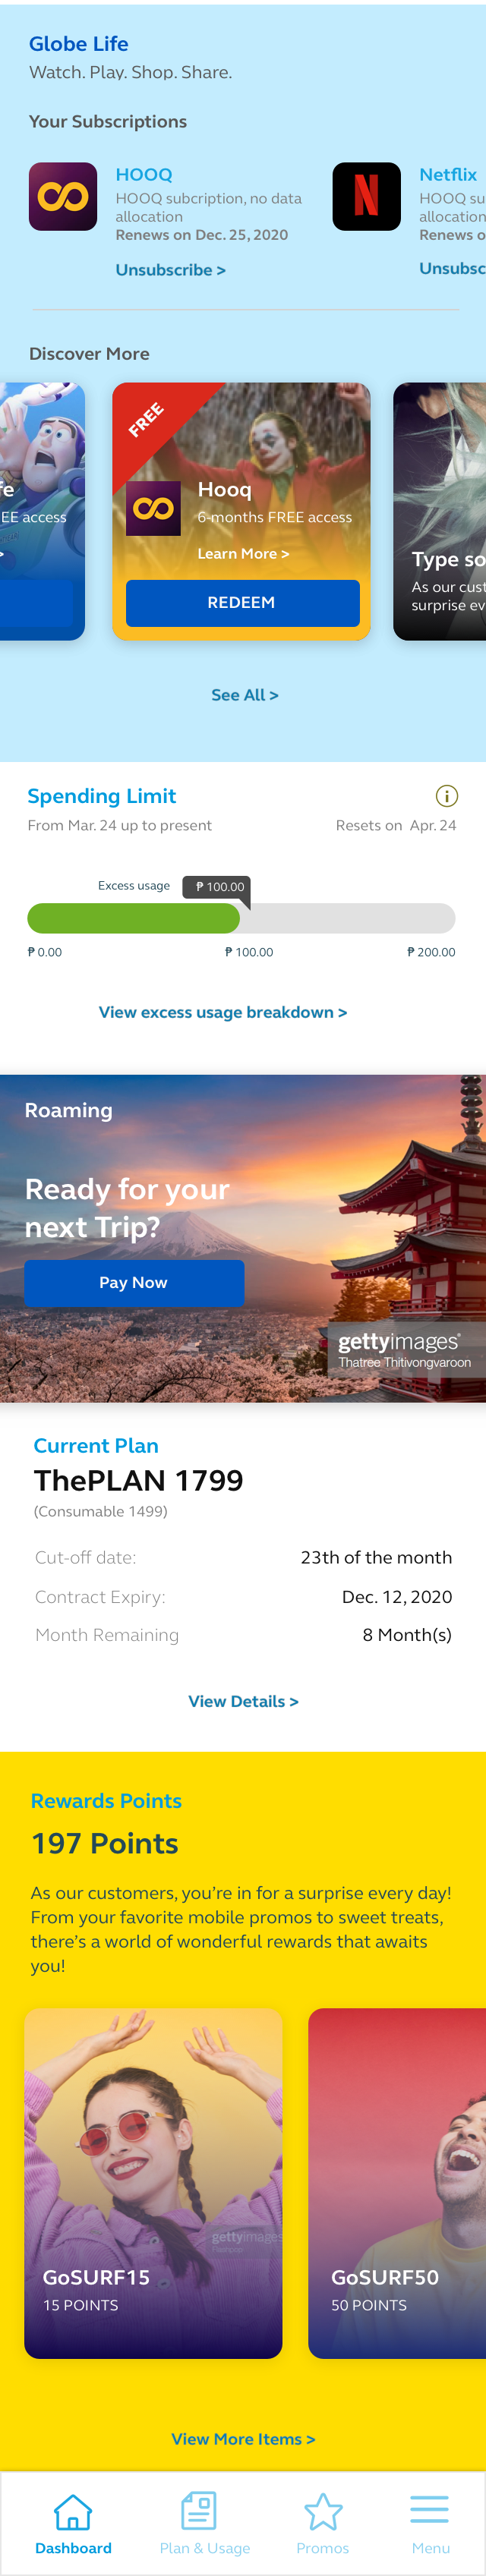 Globe Life
Watch. Play. Shop. Share.
Your Subscriptions
HOOQ
HOOQ subcription, no data
allocation
Renews on Dec. 25, 2020
Unsubscribe >
Netflix
HOOQ su
allocation
Renews o
Unsubsc
Discover More
fe
EE access
>
FREE
Hooq
6-months FREE access
Learn More >
REDEEM
Type so
As our cust
surprise ev
See All >
Spending Limit
From Mar. 24 up to present
Resets on Apr. 24
Excess usage
₱ 100.00
₱ 0.00
₱ 100.00
₱ 200.00
View excess usage breakdown >
Roaming
Ready for your
next Trip?
Pay Now
gettyimages®
Thatree Thitivongvaroon
Current Plan
ThePLAN 1799
(Consumable 1499)
Cut-off date: 23th of the month
Contract Expiry: Dec. 12, 2020
Month Remaining 8 Month(s)
View Details >
Rewards Points
197 Points
As our customers, you’re in for a surprise every day!
From your favorite mobile promos to sweet treats,
there’s a world of wonderful rewards that awaits
you!
gettyimages
GoSURF15
15 POINTS
GoSURF50
50 POINTS
View More Items >
Dashboard
Plan & Usage
Promos
Menu